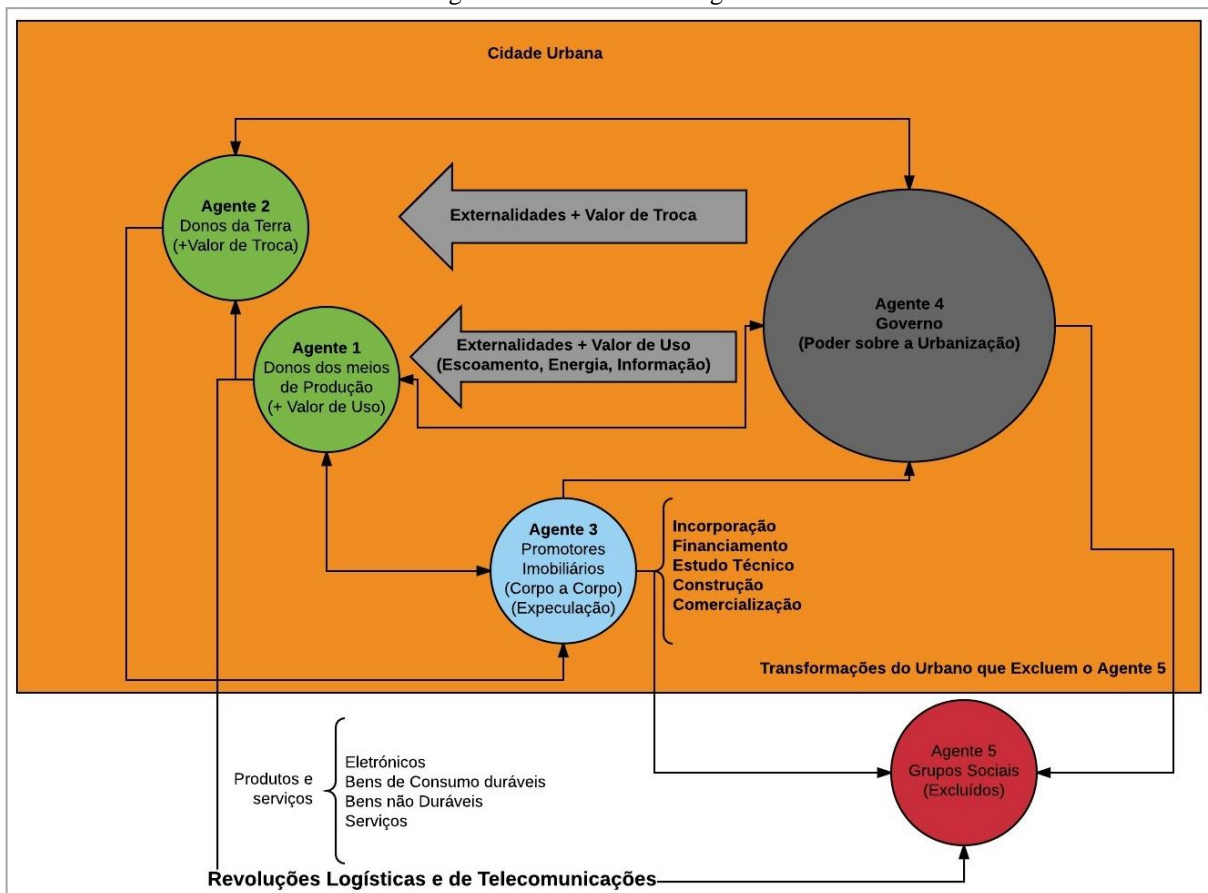 Cidade Urbana
Agente 2
Donos da Terra
(+Valor de Troca)
Externalidades + Valor de Troca
Agente 4
Governo
(Poder sobre a Urbanização)
Agente 1
Donos dos meios
de Produção
(+ Valor de Uso)
Externalidades + Valor de Uso
(Escoamento, Energia, Informação)
Agente 3
Promotores
Imobiliários
(Corpo a Corpo)
(Expeculação)
Incorporação
Financiamento
Estudo Técnico
Construção
Comercialização
Transformações do Urbano que Excluem o Agente 5
Agente 5
Grupos Sociais
(Excluídos)
Produtos e
serviços
Eletrónicos
Bens de Consumo duráveis
Bens não Duráveis
Serviços
Revoluções Logísticas e de Telecomunicações